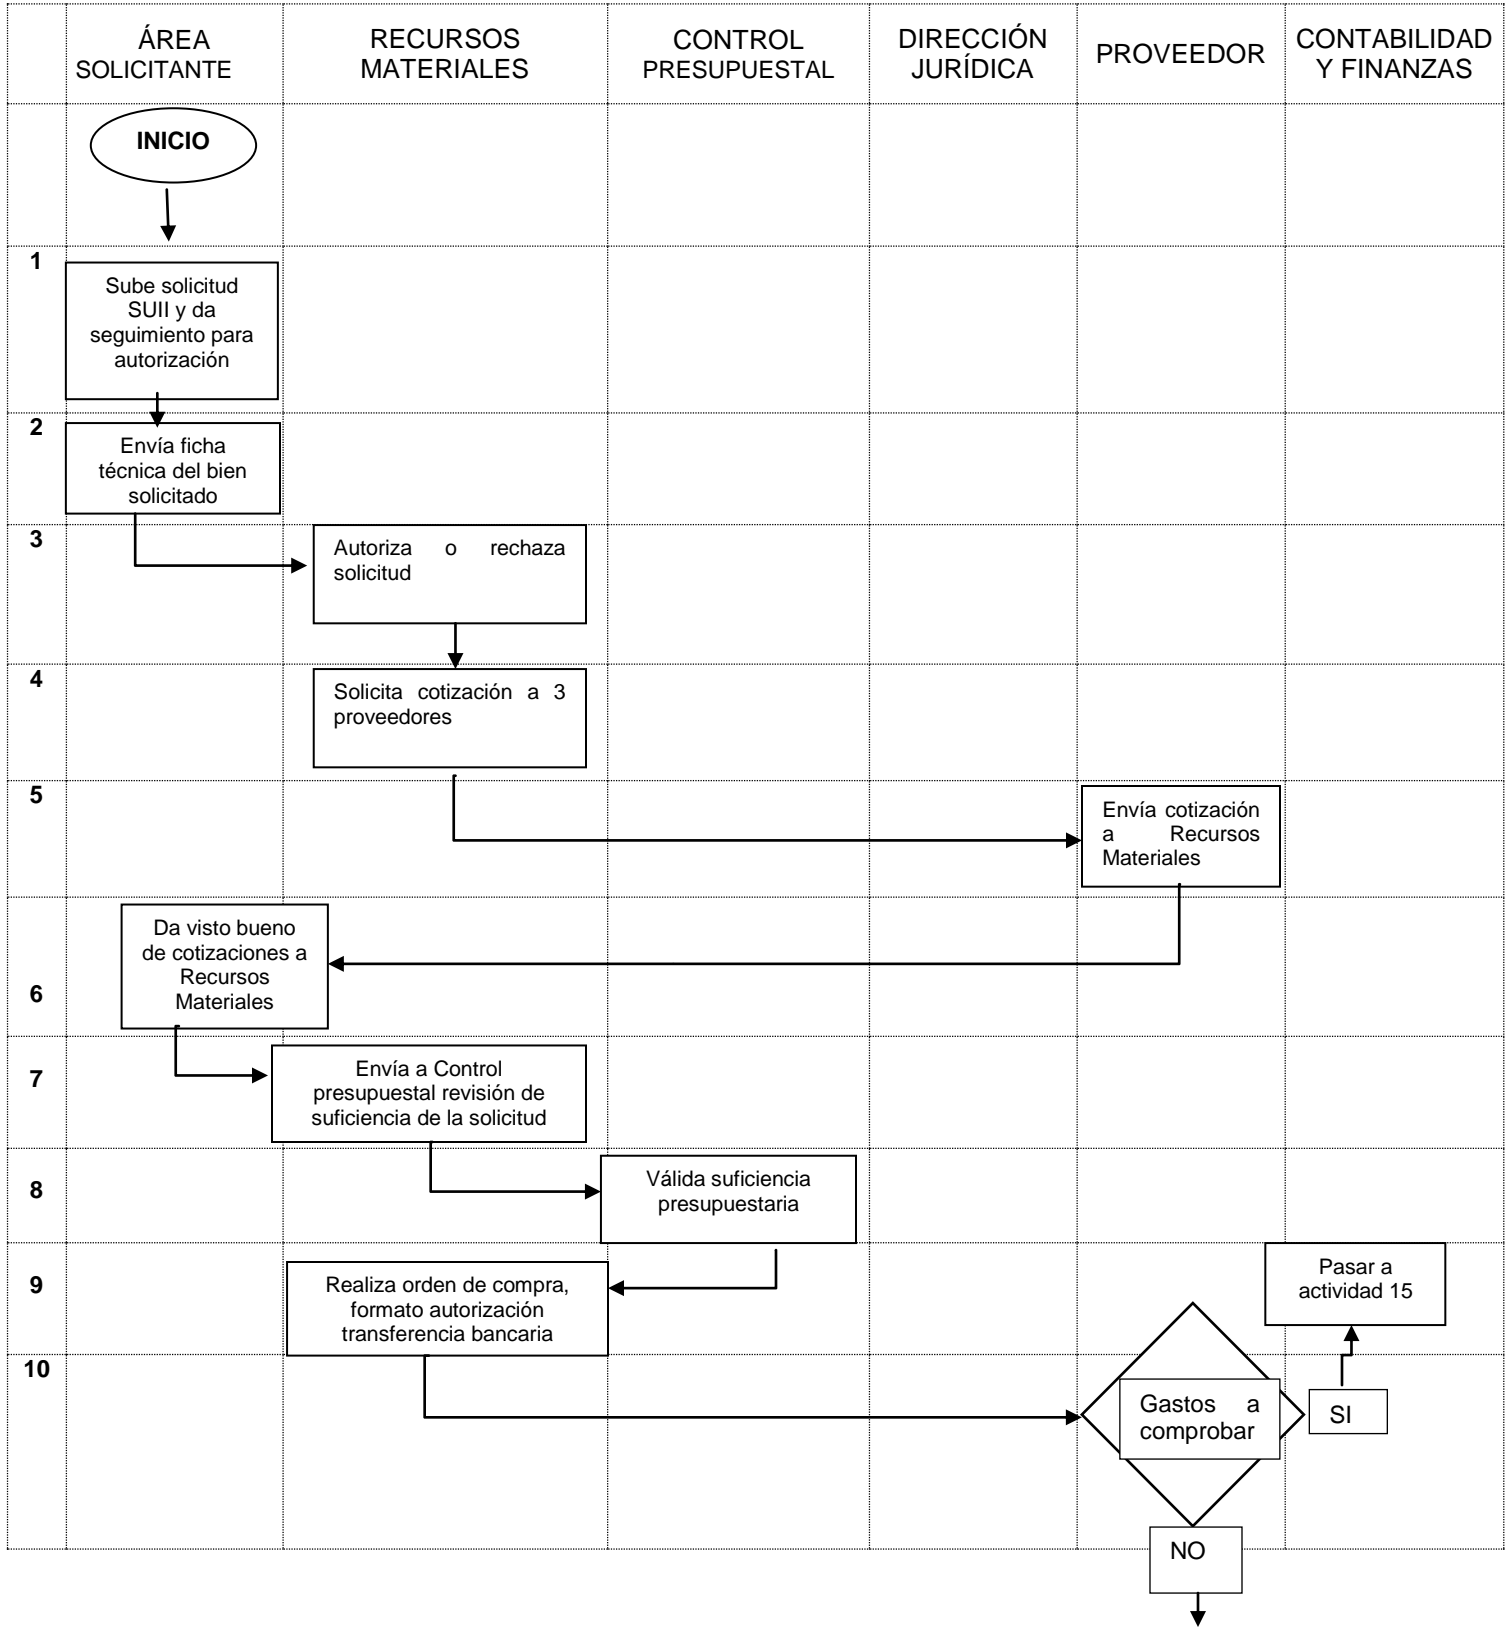 ÁREA
SOLICITANTE
RECURSOS
MATERIALES
CONTROL
PRESUPUESTAL
DIRECCIÓN
JURÍDICA
PROVEEDOR
CONTABILIDAD
Y FINANZAS
INICIO
1
Sube solicitud
SUII y da
seguimiento para
autorización
2
Envía ficha
técnica del bien
solicitado
3
Autoriza o rechaza
solicitud
4
Solicita cotización a 3
proveedores
5
Envía cotización
a Recursos
Materiales
6
Da visto bueno
de cotizaciones a
Recursos
Materiales
7
Envía a Control
presupuestal revisión de
suficiencia de la solicitud
8
Válida suficiencia
presupuestaria
9
Realiza orden de compra,
formato autorización
transferencia bancaria
Pasar a
actividad 15
10
Gastos a
comprobar
SI
NO